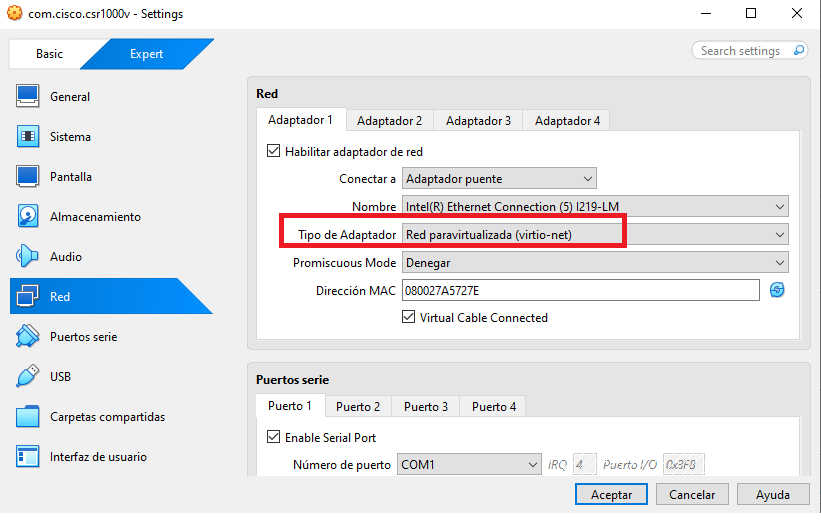 com.cisco.csr1000v - Settings
Basic Expert Search settings
General
Sistema
Pantalla
Almacenamiento
Audio
Red
Puertos serie
USB
Carpetas compartidas
Interfaz de usuario
Red
Adaptador 1 Adaptador 2 Adaptador 3 Adaptador 4
Habilitar adaptador de red
Conectar a Adaptador puente
Nombre Intel(R) Ethernet Connection (5) I219-LM
Tipo de Adaptador Red paravirtualizada (virtio-net)
Promiscuous Mode Denegar
Dirección MAC 080027A5727E
Virtual Cable Connected
Puertos serie
Puerto 1 Puerto 2 Puerto 3 Puerto 4
Enable Serial Port
Número de puerto COM1 IRQ 4 Puerto I/O 0x3F8
Aceptar Cancelar Ayuda